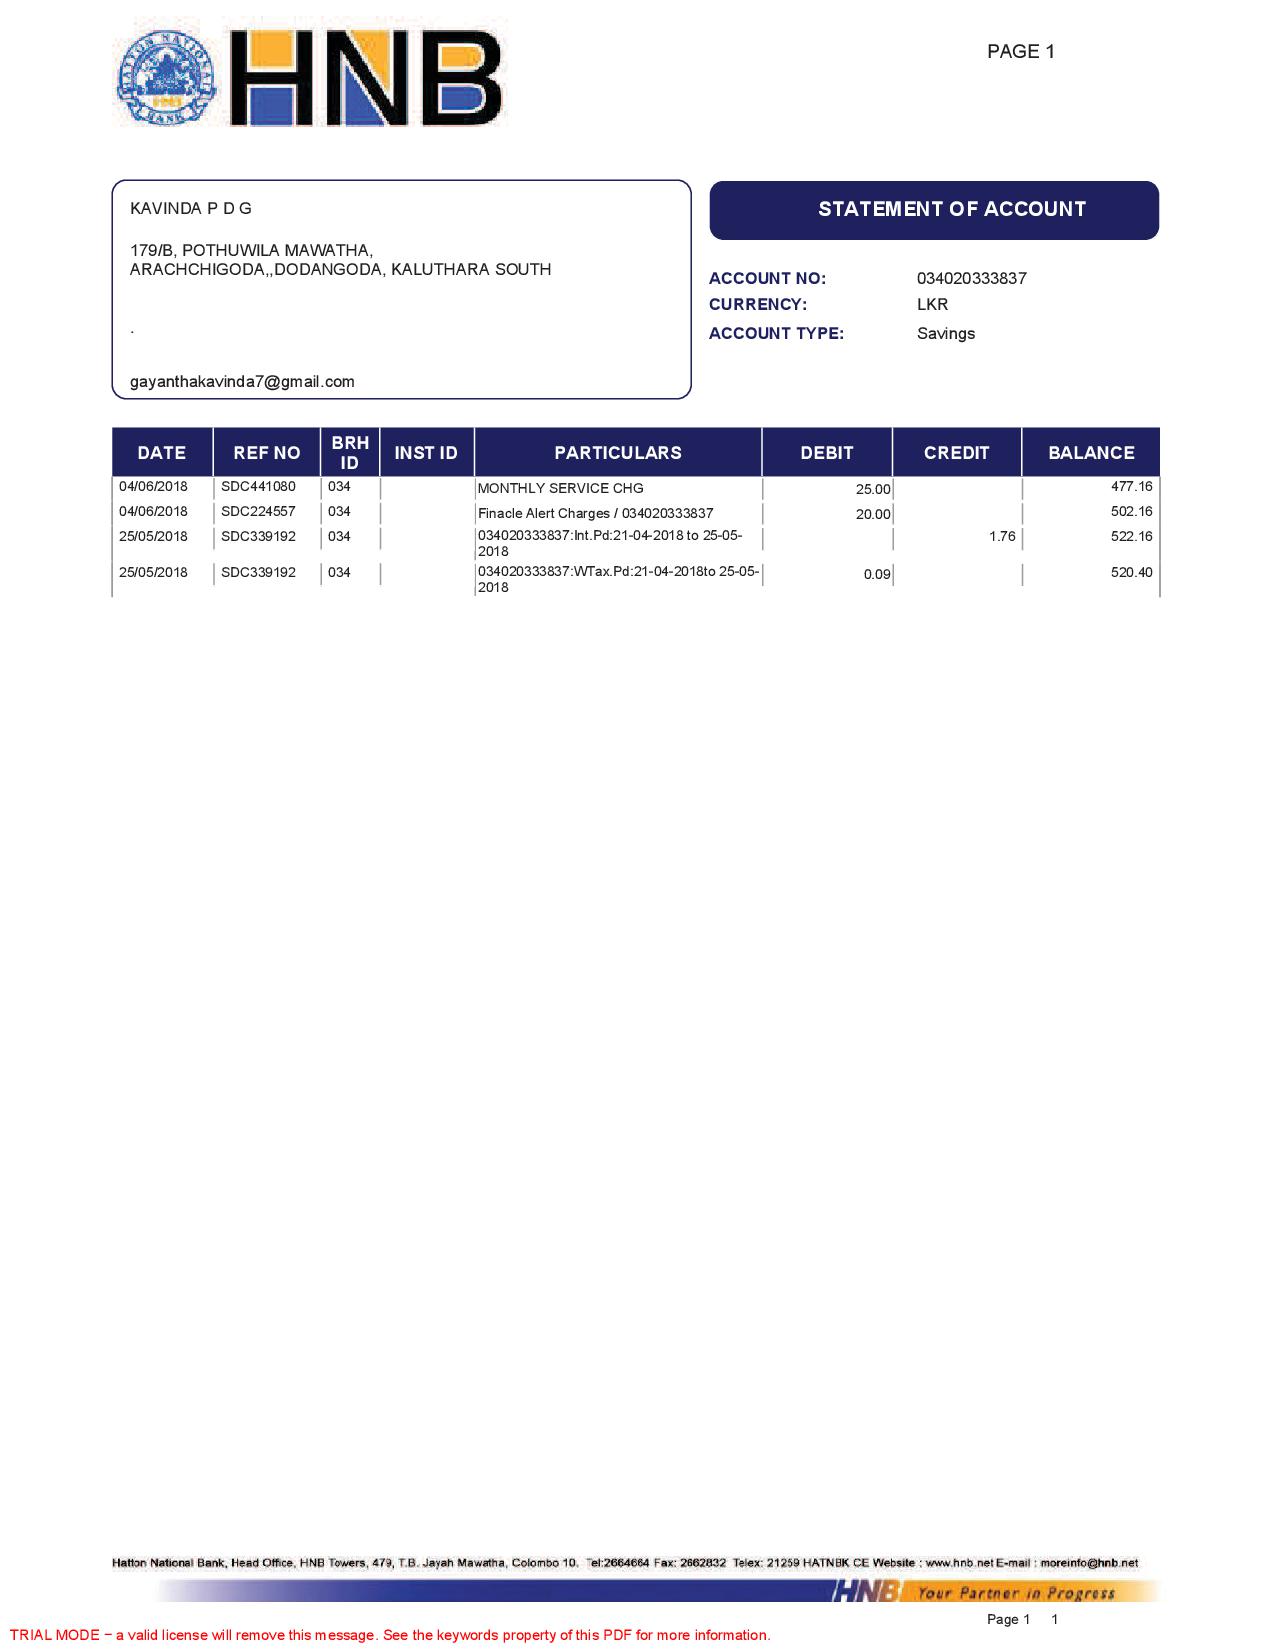 HATTON NATIONAL
BANK
HNB
PAGE 1
KAVINDA P D G
179/B, POTHUWILA MAWATHA,
ARACHCHIGODA,,DODANGODA, KALUTHARA SOUTH
.
gayanthakavinda7@gmail.com
STATEMENT OF ACCOUNT
ACCOUNT NO: 034020333837
CURRENCY: LKR
ACCOUNT TYPE: Savings
DATE REF NO BRH ID INST ID PARTICULARS DEBIT CREDIT BALANCE
04/06/2018 SDC441080 034 MONTHLY SERVICE CHG 25.00 477.16
04/06/2018 SDC224557 034 Finacle Alert Charges / 034020333837 20.00 502.16
25/05/2018 SDC339192 034 034020333837:Int.Pd:21-04-2018 to 25-05- 1.76 522.16
2018
25/05/2018 SDC339192 034 034020333837:WTax.Pd:21-04-2018to 25-05- 0.09 520.40
2018
Hatton National Bank, Head Office, HNB Towers, 479, T.B. Jayah Mawatha, Colombo 10. Tel:2664664 Fax: 2662832 Telex: 21259 HATNBK CE Website : www.hnb.net E-mail : moreinfo@hnb.net
HNB Your Partner in Progress
Page 1 1
TRIAL MODE − a valid license will remove this message. See the keywords property of this PDF for more information.